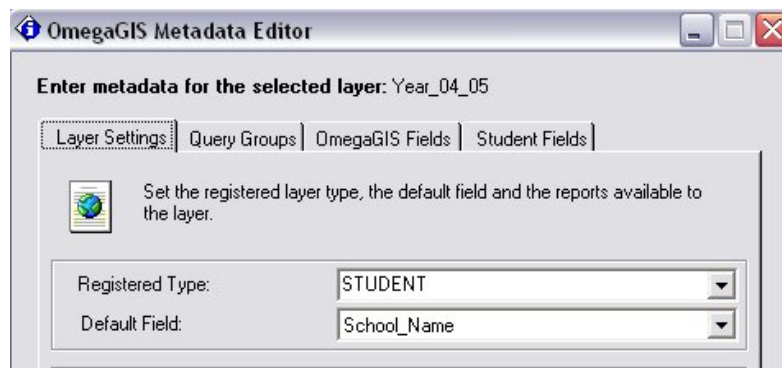 OmegaGIS Metadata Editor
Enter metadata for the selected layer: Year_04_05
Layer Settings Query Groups OmegaGIS Fields Student Fields
Set the registered layer type, the default field and the reports available to
the layer.
Registered Type: STUDENT
Default Field: School_Name